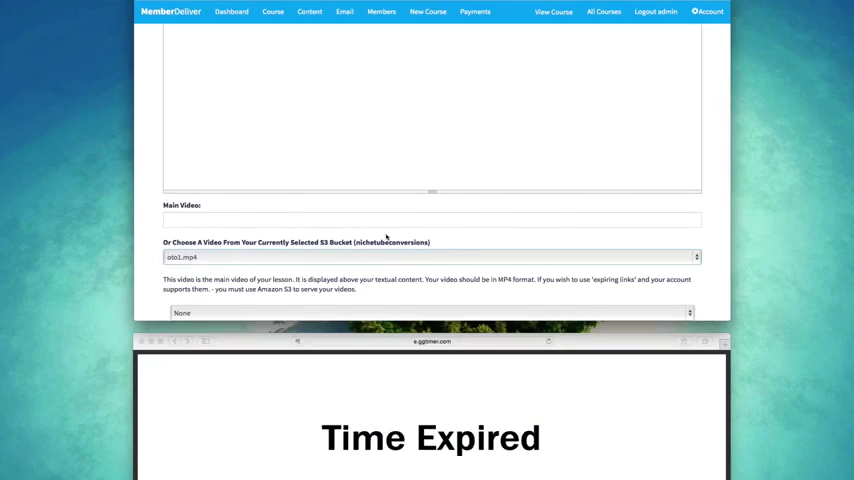 MemberDeliver Dashboard Course Content Email Members New Course Payments View Course All Courses Logout admin Account
Main Video:
Or Choose A Video From Your Currently Selected S3 Bucket (nichetubeconversions)
oto1.mp4
This video is the main video of your lesson. It is displayed above your textual content. Your video should be in MP4 format. If you wish to use 'expiring links' and your account
supports them. - you must use Amazon S3 to serve your videos.
None
e.ggtimer.com
Time Expired